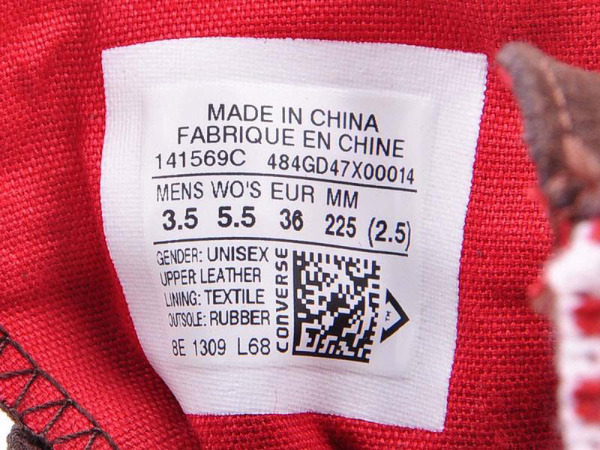 MADE IN CHINA
FABRIQUE EN CHINE
141569C 484GD47X00014
MENS WO'S EUR MM
3.5 5.5 36 225 (2.5)
GENDER: UNISEX
UPPER LEATHER
LINING: TEXTILE
OUTSOLE: RUBBER
8E 1309 L68
CONVERSE
TM